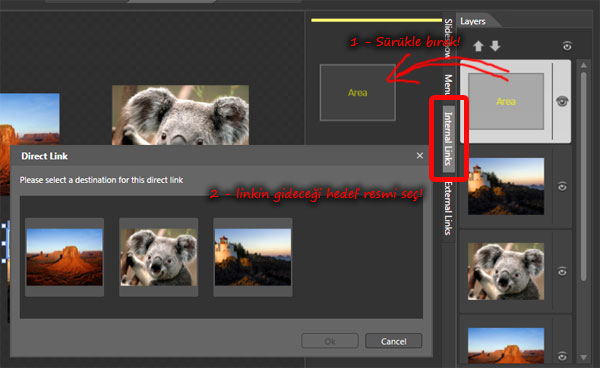 Layers
1 - Sürükle bırak!
Area
Area
Menu
Internal Links
External Links
Direct Link
Please select a destination for this direct link
2 - linkin gideceği hedef resmi seç!
Ok
Cancel